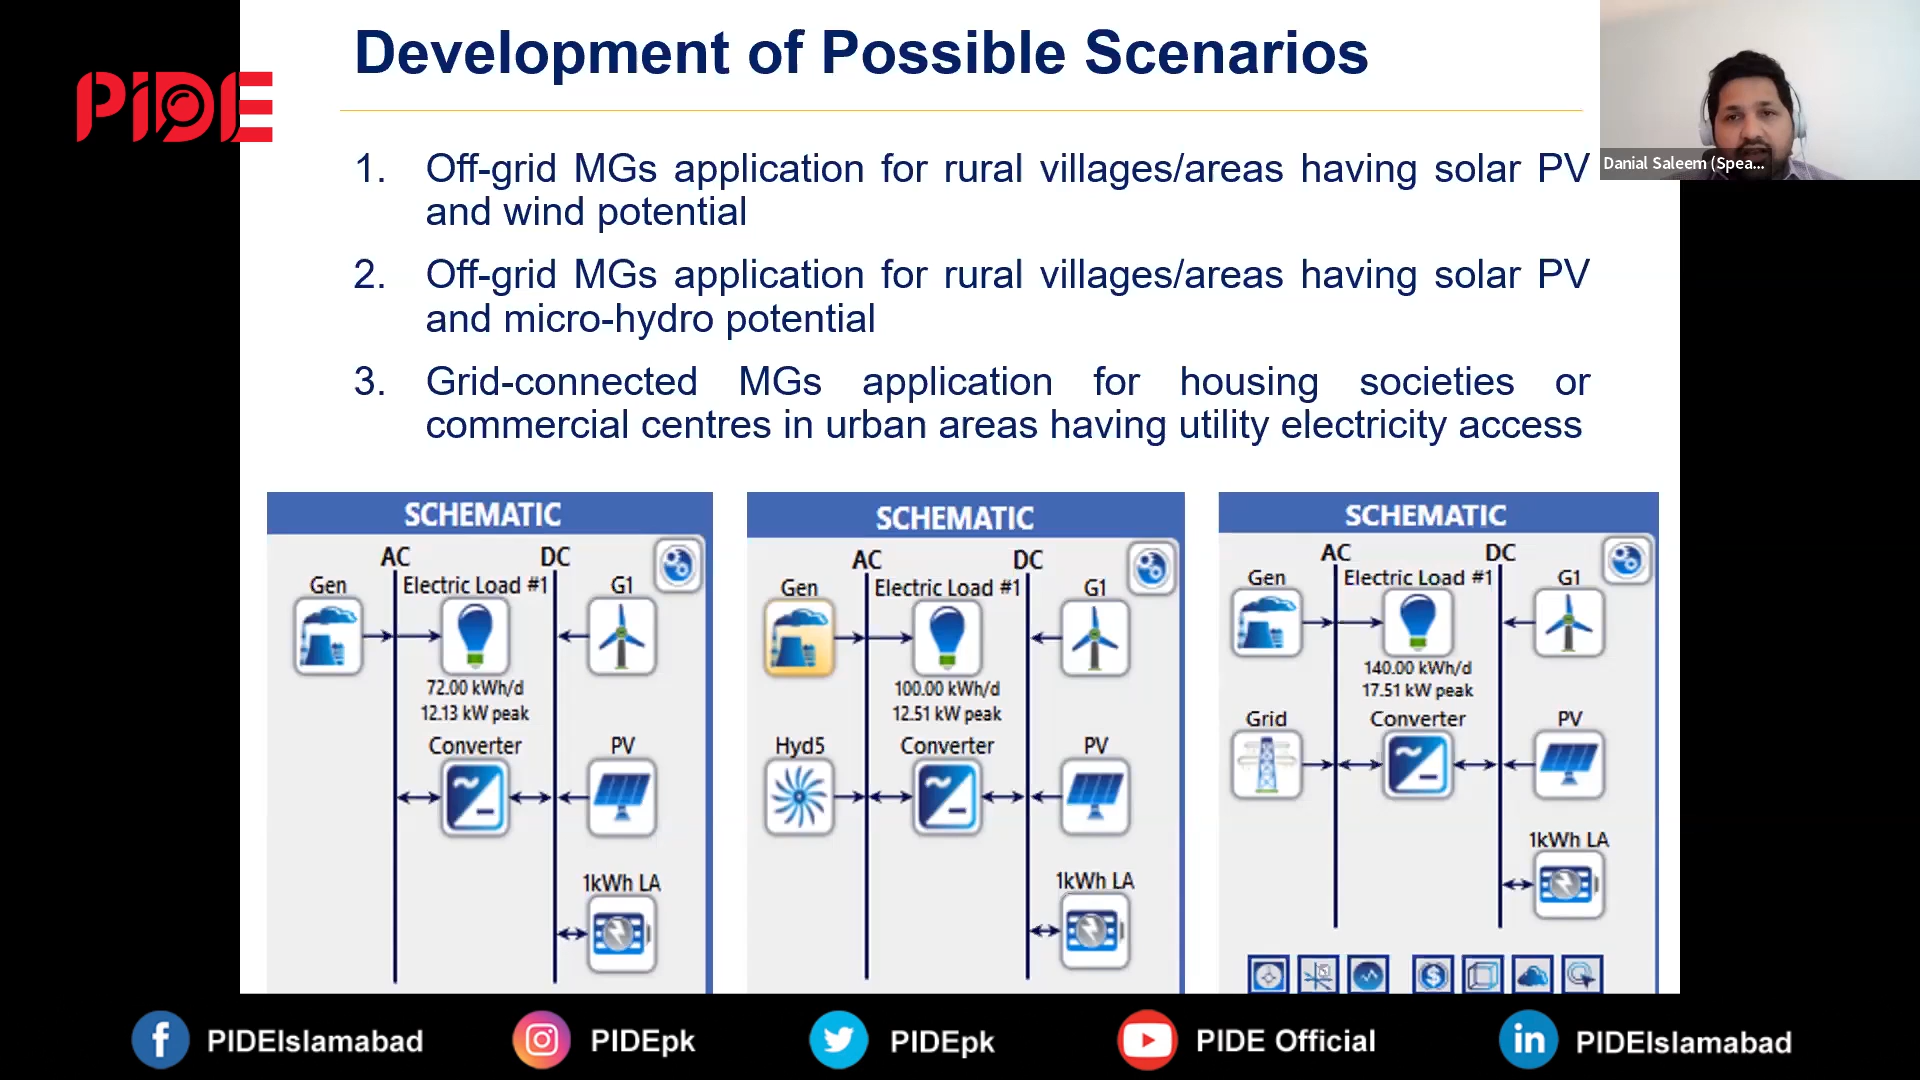 Development of Possible Scenarios
PIDE
Danial Saleem (Spea...
1. Off-grid MGs application for rural villages/areas having solar PV
and wind potential
2. Off-grid MGs application for rural villages/areas having solar PV
and micro-hydro potential
3. Grid-connected MGs application for housing societies or
commercial centres in urban areas having utility electricity access
SCHEMATIC
AC DC
Gen Electric Load #1 G1
72.00 kWh/d
12.13 kW peak
Converter PV
1kWh LA
SCHEMATIC
AC DC
Gen Electric Load #1 G1
100.00 kWh/d
12.51 kW peak
Hyd5 Converter PV
1kWh LA
SCHEMATIC
AC DC
Gen Electric Load #1 G1
140.00 kWh/d
17.51 kW peak
Grid Converter PV
1kWh LA
PIDEIslamabad PIDEpk PIDEpk PIDE Official PIDEIslamabad